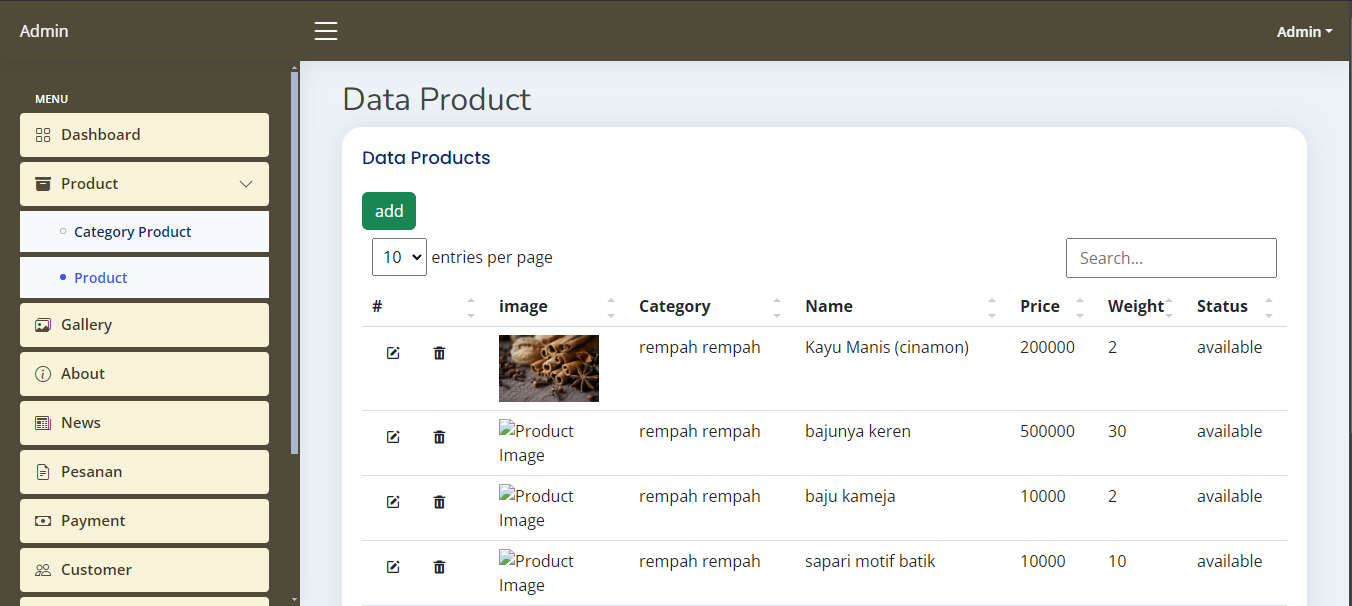 Admin
Admin
MENU
Dashboard
Product
Category Product
Product
Gallery
About
News
Pesanan
Payment
Customer
Data Product
Data Products
add
10 entries per page
Search...
# image Category Name Price Weight Status
rempah rempah Kayu Manis (cinamon) 200000 2 available
Product Image rempah rempah bajunya keren 500000 30 available
Product Image rempah rempah baju kameja 10000 2 available
Product Image rempah rempah sapari motif batik 10000 10 available